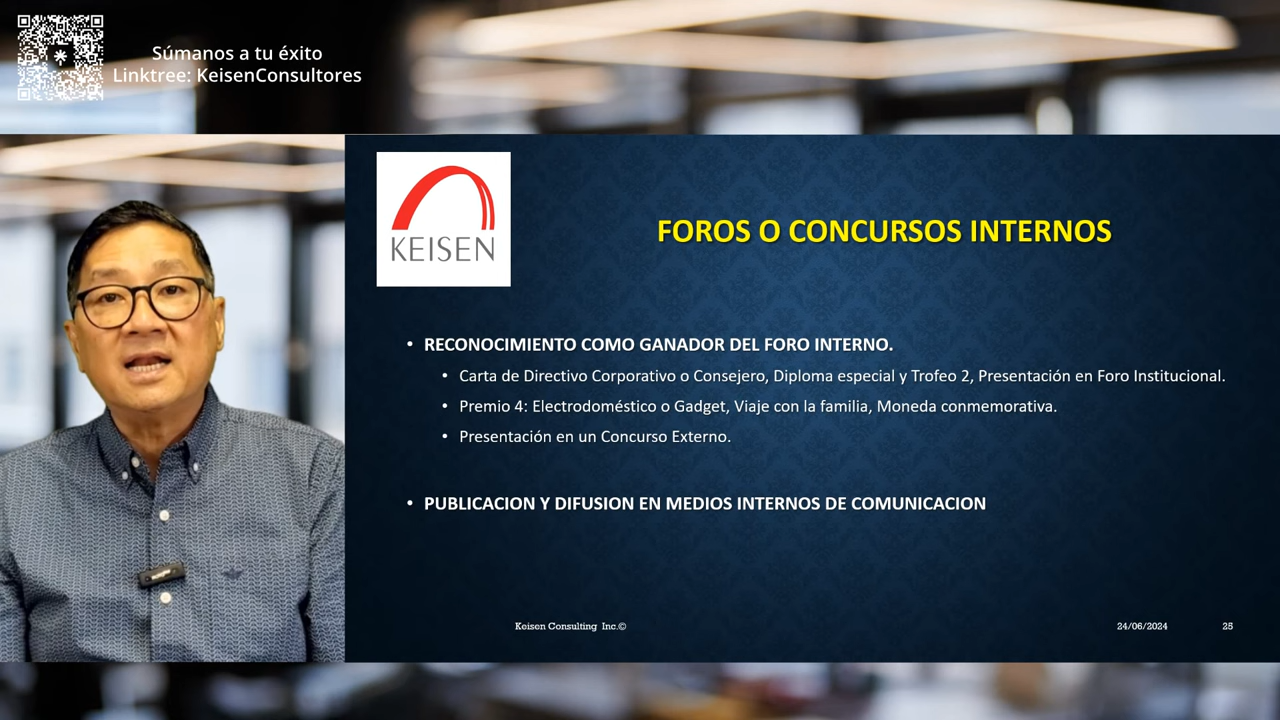 Súmanos a tu éxito
Linktree: KeisenConsultores
KEISEN
FOROS O CONCURSOS INTERNOS
• RECONOCIMIENTO COMO GANADOR DEL FORO INTERNO.
• Carta de Directivo Corporativo o Consejero, Diploma especial y Trofeo 2, Presentación en Foro Institucional.
• Premio 4: Electrodoméstico o Gadget, Viaje con la familia, Moneda conmemorativa.
• Presentación en un Concurso Externo.
• PUBLICACION Y DIFUSION EN MEDIOS INTERNOS DE COMUNICACION
Keisen Consulting Inc.©
24/06/2024
25